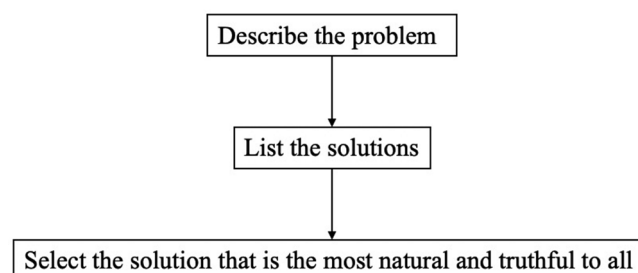 Describe the problem
List the solutions
Select the solution that is the most natural and truthful to all